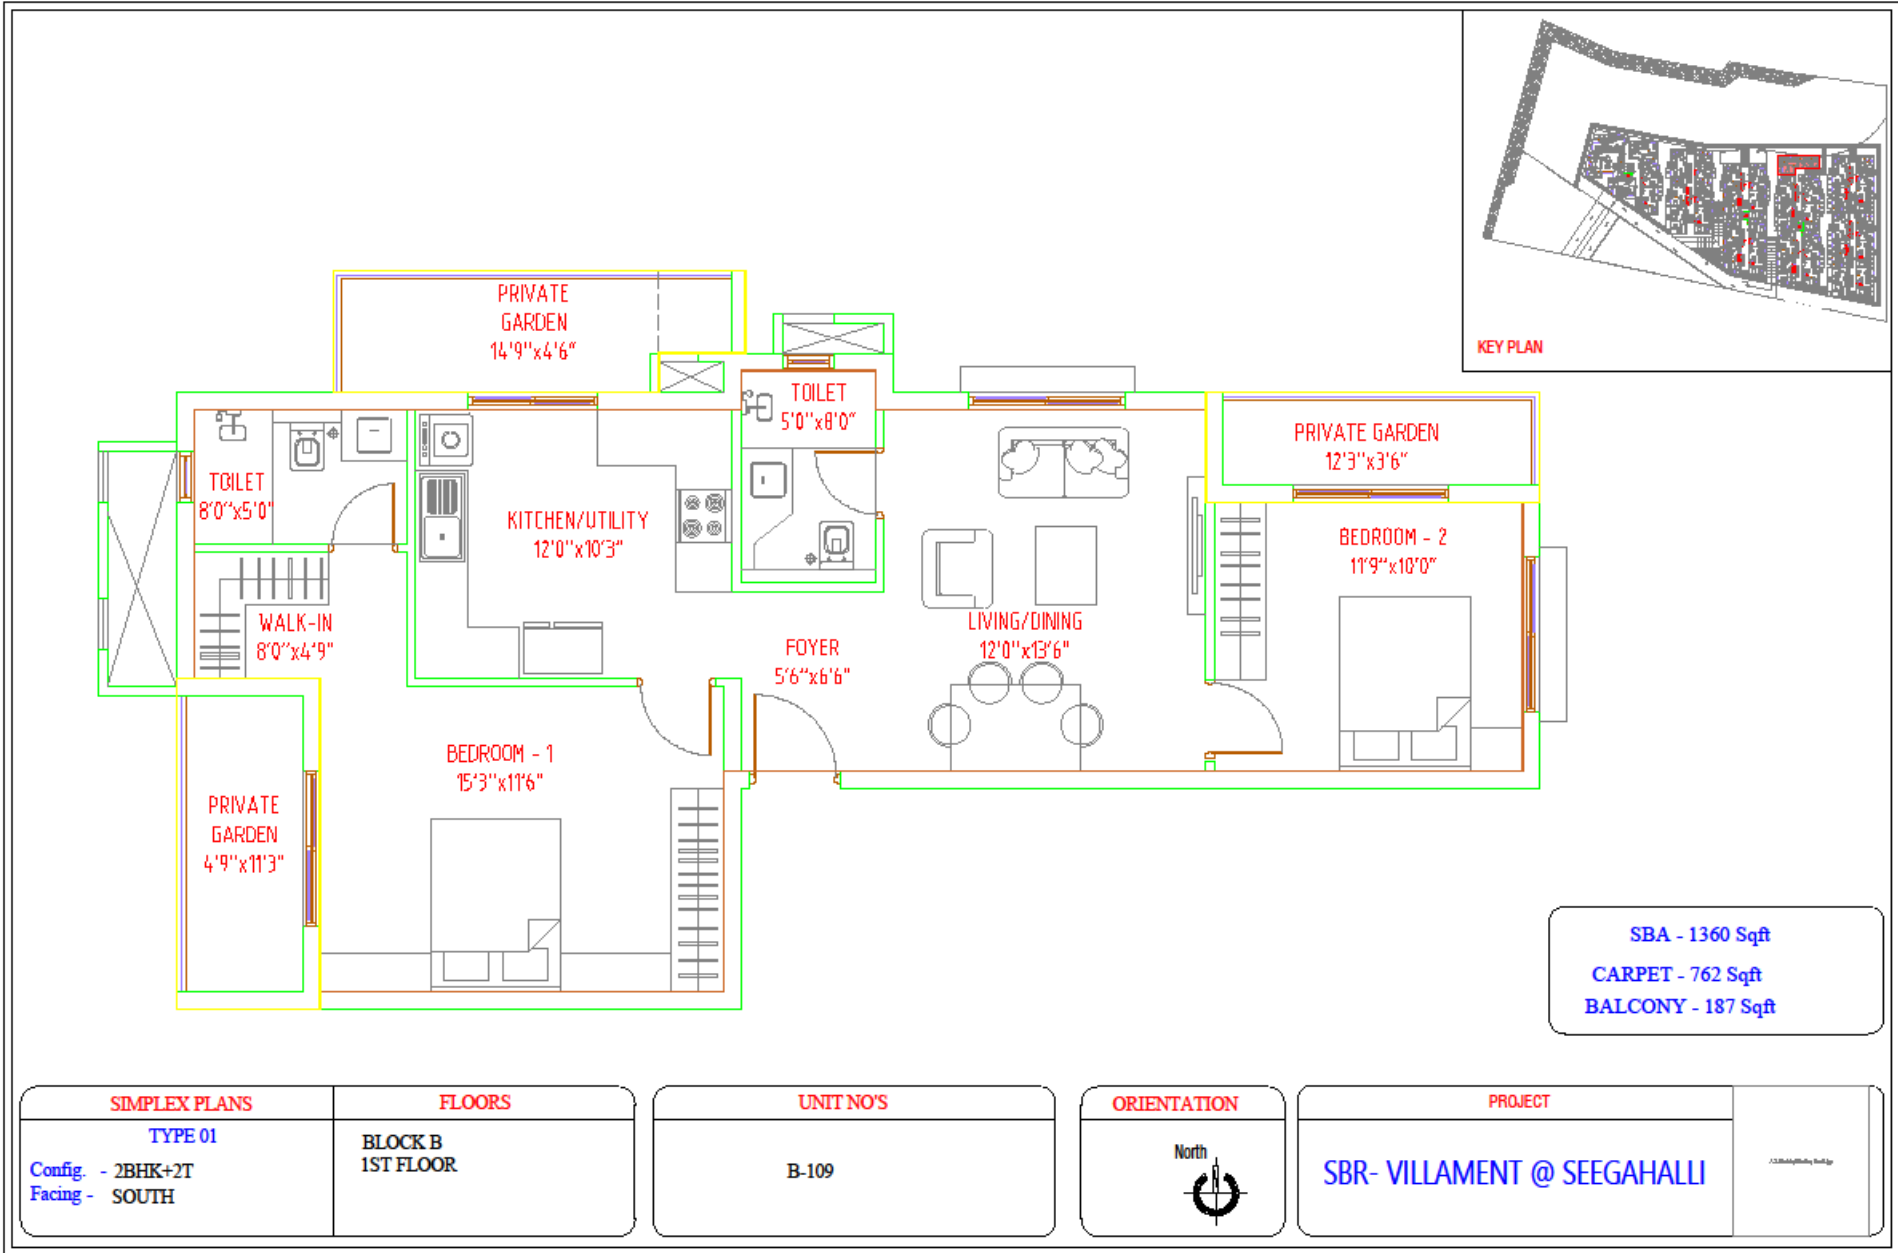 KEY PLAN
PRIVATE
GARDEN
14'9"x4'6"
TOILET
5'0"x8'0"
PRIVATE GARDEN
12'3"x3'6"
TOILET
8'0"x5'0"
KITCHEN/UTILITY
12'0"x10'3"
BEDROOM - 2
11'9"x10'0"
WALK-IN
8'0"x4'9"
FOYER
5'6"x6'6"
LIVING/DINING
12'0"x13'6"
BEDROOM - 1
15'3"x11'6"
PRIVATE
GARDEN
4'9"x11'3"
SBA - 1360 Sqft
CARPET - 762 Sqft
BALCONY - 187 Sqft
SIMPLEX PLANS
TYPE 01
Config. - 2BHK+2T
Facing - SOUTH
FLOORS
BLOCK B
1ST FLOOR
UNIT NO'S
B-109
ORIENTATION
North
PROJECT
SBR- VILLAMENT @ SEEGAHALLI